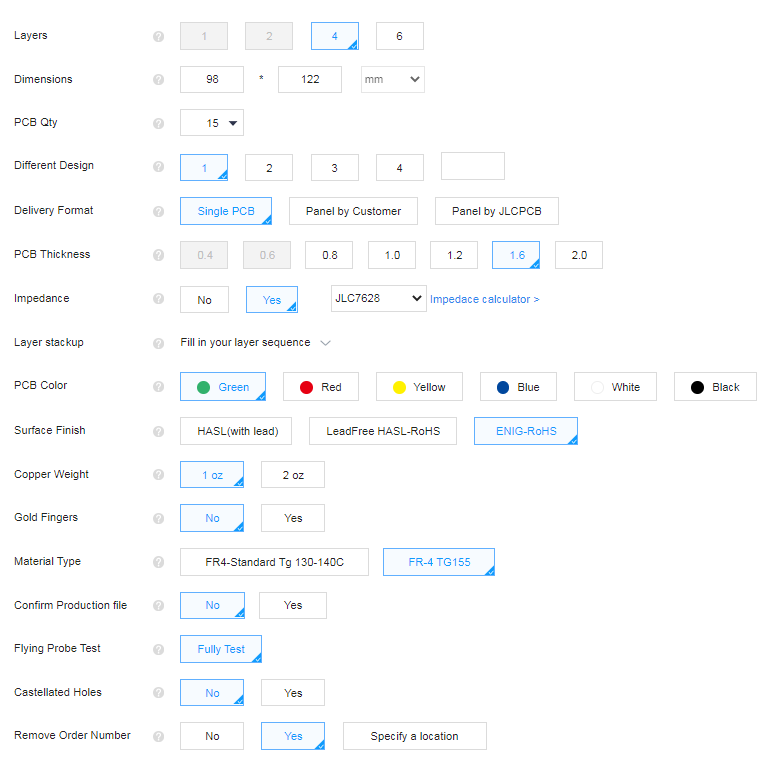 Layers ? 1 2 4 6
Dimensions ? 98 * 122 mm
PCB Qty ? 15
Different Design ? 1 2 3 4
Delivery Format ? Single PCB Panel by Customer Panel by JLCPCB
PCB Thickness ? 0.4 0.6 0.8 1.0 1.2 1.6 2.0
Impedance ? No Yes JLC7628 Impedace calculator >
Layer stackup ? Fill in your layer sequence
PCB Color ? Green Red Yellow Blue White Black
Surface Finish ? HASL(with lead) LeadFree HASL-RoHS ENIG-RoHS
Copper Weight ? 1 oz 2 oz
Gold Fingers ? No Yes
Material Type ? FR4-Standard Tg 130-140C FR-4 TG155
Confirm Production file ? No Yes
Flying Probe Test ? Fully Test
Castellated Holes ? No Yes
Remove Order Number ? No Yes Specify a location